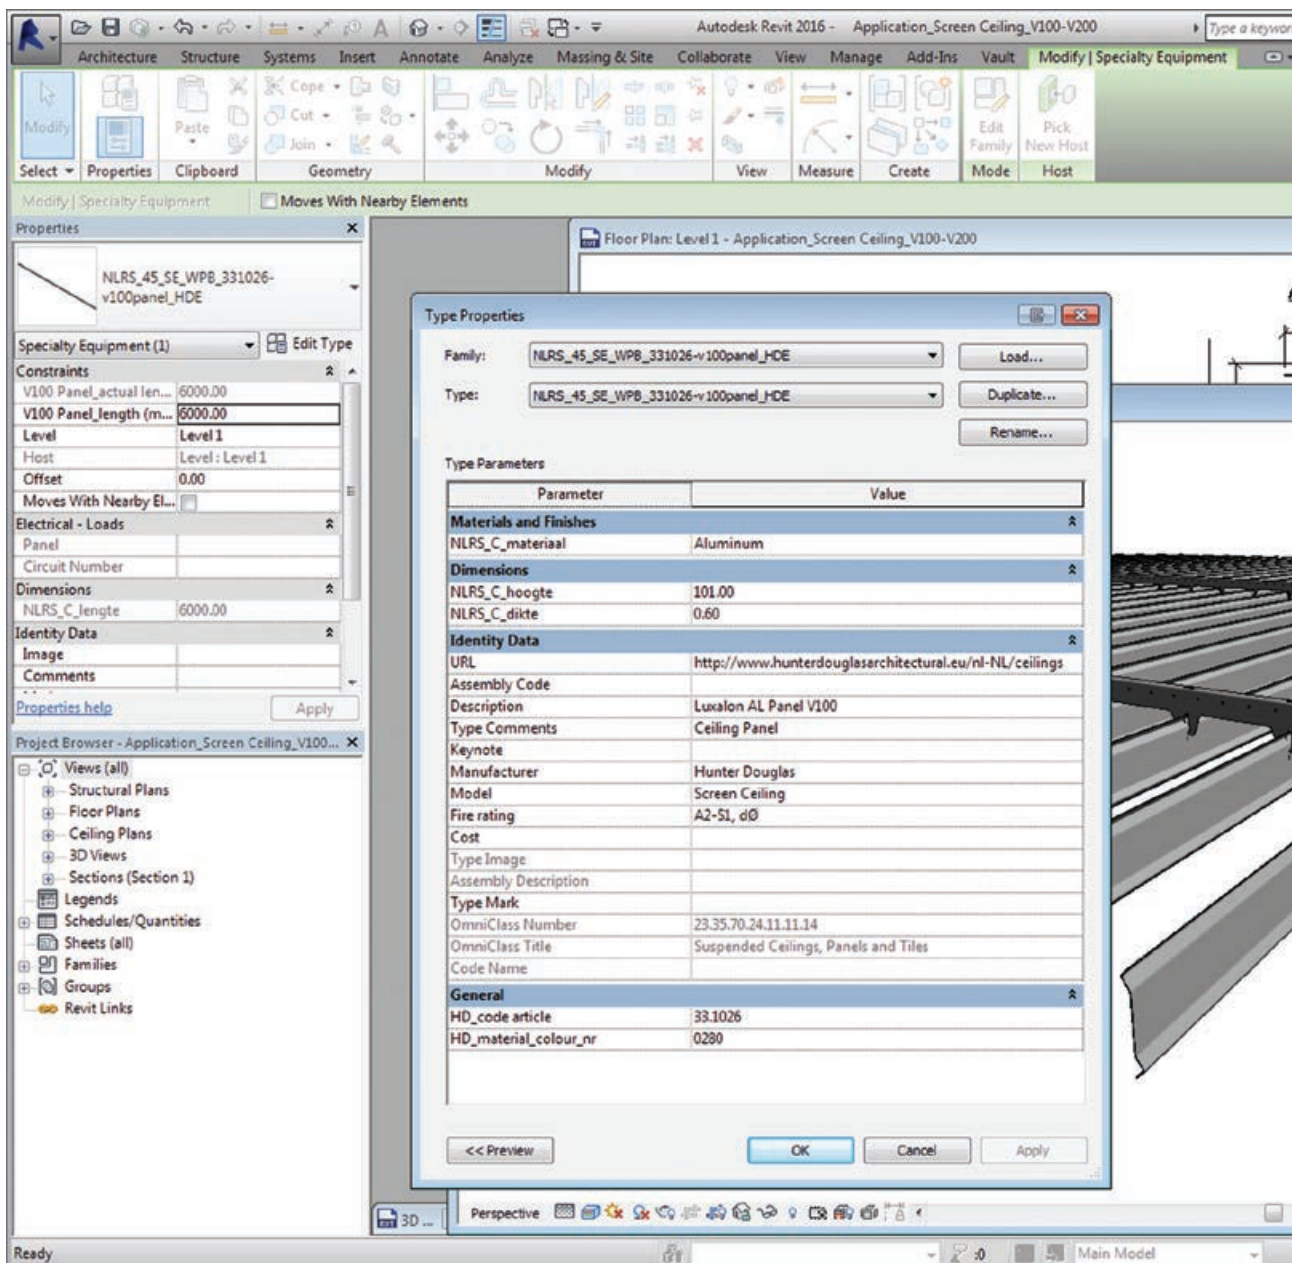 Autodesk Revit 2016 - Application_Screen Ceiling_V100-V200
Type a keywor
Architecture Structure Systems Insert Annotate Analyze Massing & Site Collaborate View Manage Add-Ins Vault Modify | Specialty Equipment
Modify
Paste
Cope
Cut
Join
Edit Family
Pick New Host
Select Properties Clipboard Geometry Modify View Measure Create Mode Host
Modify | Specialty Equipment Moves With Nearby Elements
Properties
NLRS_45_SE_WPB_331026-
v100panel_HDE
Specialty Equipment (1) Edit Type
Constraints
V100 Panel_actual len... 6000.00
V100 Panel_length (m... 6000.00
Level Level 1
Host Level : Level 1
Offset 0.00
Moves With Nearby El...
Electrical - Loads
Panel
Circuit Number
Dimensions
NLRS_C_lengte 6000.00
Identity Data
Image
Comments
Properties help Apply
Project Browser - Application_Screen Ceiling_V100...
Views (all)
Structural Plans
Floor Plans
Ceiling Plans
3D Views
Sections (Section 1)
Legends
Schedules/Quantities
Sheets (all)
Families
Groups
Revit Links
Floor Plan: Level 1 - Application_Screen Ceiling_V100-V200
Type Properties
Family: NLRS_45_SE_WPB_331026-v100panel_HDE Load...
Type: NLRS_45_SE_WPB_331026-v100panel_HDE Duplicate...
Rename...
Type Parameters
Parameter Value
Materials and Finishes
NLRS_C_materiaal Aluminum
Dimensions
NLRS_C_hoogte 101.00
NLRS_C_dikte 0.60
Identity Data
URL http://www.hunterdouglasarchitectural.eu/nl-NL/ceilings
Assembly Code
Description Luxalon AL Panel V100
Type Comments Ceiling Panel
Keynote
Manufacturer Hunter Douglas
Model Screen Ceiling
Fire rating A2-S1, dØ
Cost
Type Image
Assembly Description
Type Mark
OmniClass Number 23.35.70.24.11.11.14
OmniClass Title Suspended Ceilings, Panels and Tiles
Code Name
General
HD_code article 33.1026
HD_material_colour_nr 0280
<< Preview OK Cancel Apply
3D ...
Perspective
Ready
:0
Main Model